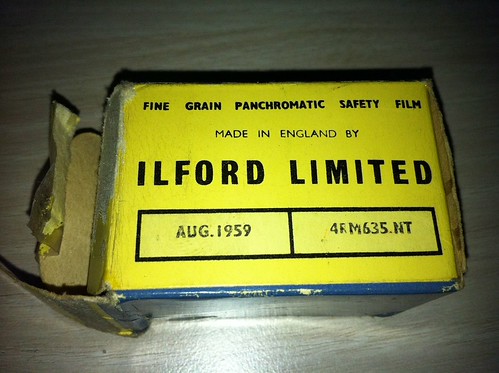 FINE GRAIN PANCHROMATIC SAFETY FILM
MADE IN ENGLAND BY
ILFORD LIMITED
AUG.1959 4RM635.NT